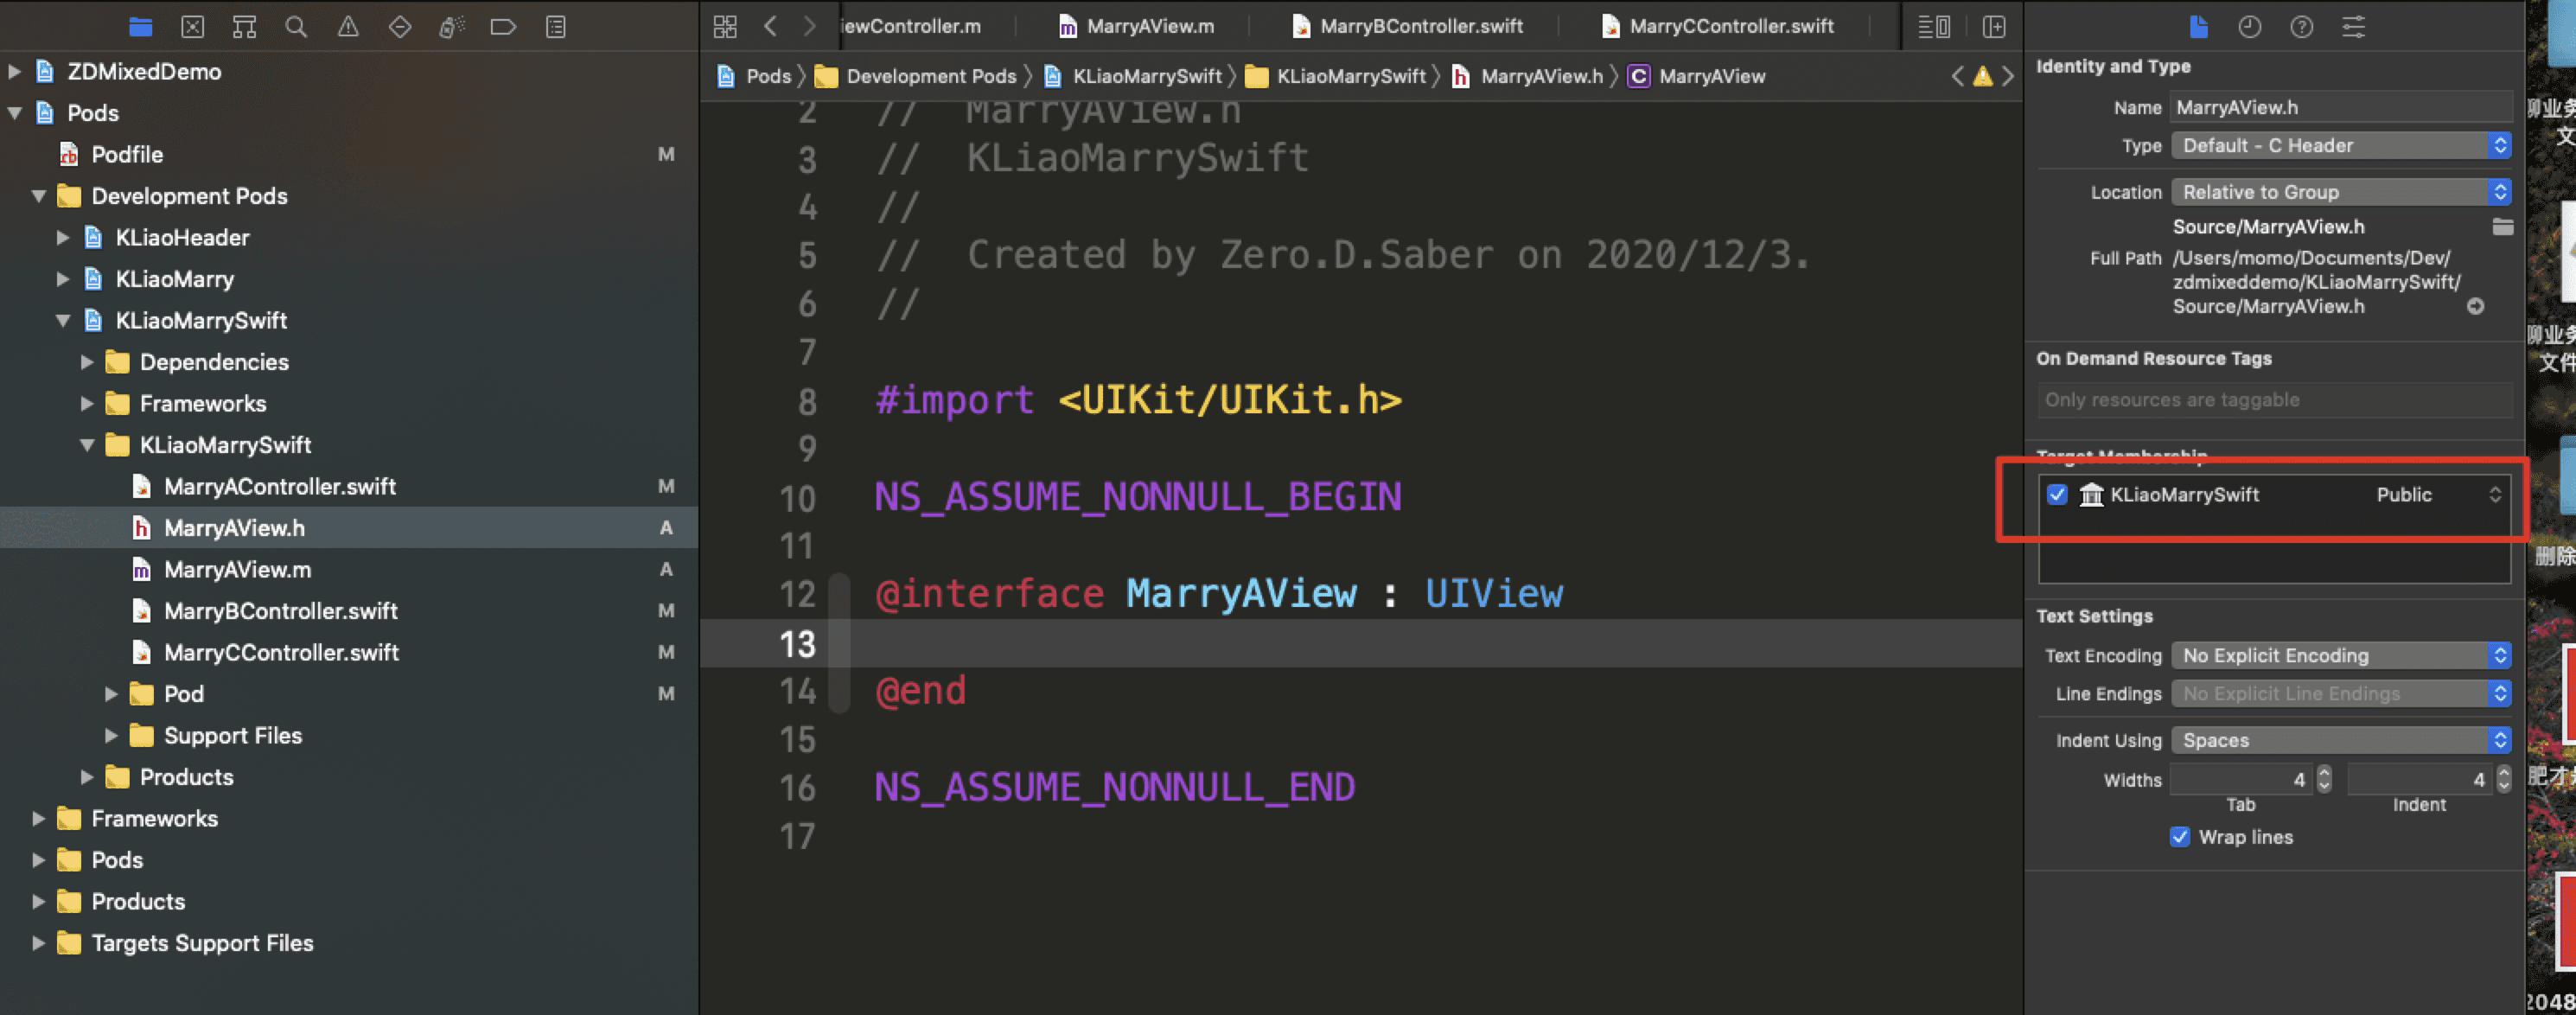 ZDMixedDemo
Pods
Podfile M
Development Pods
KLiaoHeader
KLiaoMarry
KLiaoMarrySwift
Dependencies
Frameworks
KLiaoMarrySwift
MarryAController.swift M
MarryAView.h A
MarryAView.m A
MarryBController.swift M
MarryCController.swift M
Pod M
Support Files
Products
Frameworks
Pods
Products
Targets Support Files
iewController.m MarryAView.m MarryBController.swift MarryCController.swift
Pods Development Pods KLiaoMarrySwift KLiaoMarrySwift MarryAView.h C MarryAView
2 // MarryAView.h
3 // KLiaoMarrySwift
4 //
5 // Created by Zero.D.Saber on 2020/12/3.
6 //
7
8 #import <UIKit/UIKit.h>
9
10 NS_ASSUME_NONNULL_BEGIN
11
12 @interface MarryAView : UIView
13
14 @end
15
16 NS_ASSUME_NONNULL_END
17
Identity and Type
Name MarryAView.h
Type Default - C Header
Location Relative to Group
Source/MarryAView.h
Full Path /Users/momo/Documents/Dev/
zdmixeddemo/KLiaoMarrySwift/
Source/MarryAView.h
On Demand Resource Tags
Only resources are taggable
Target Membership
KLiaoMarrySwift Public
Text Settings
Text Encoding No Explicit Encoding
Line Endings No Explicit Line Endings
Indent Using Spaces
Widths 4 4
Tab Indent
Wrap lines
聊业务
文
聊业务
文件
删除
肥才
2048